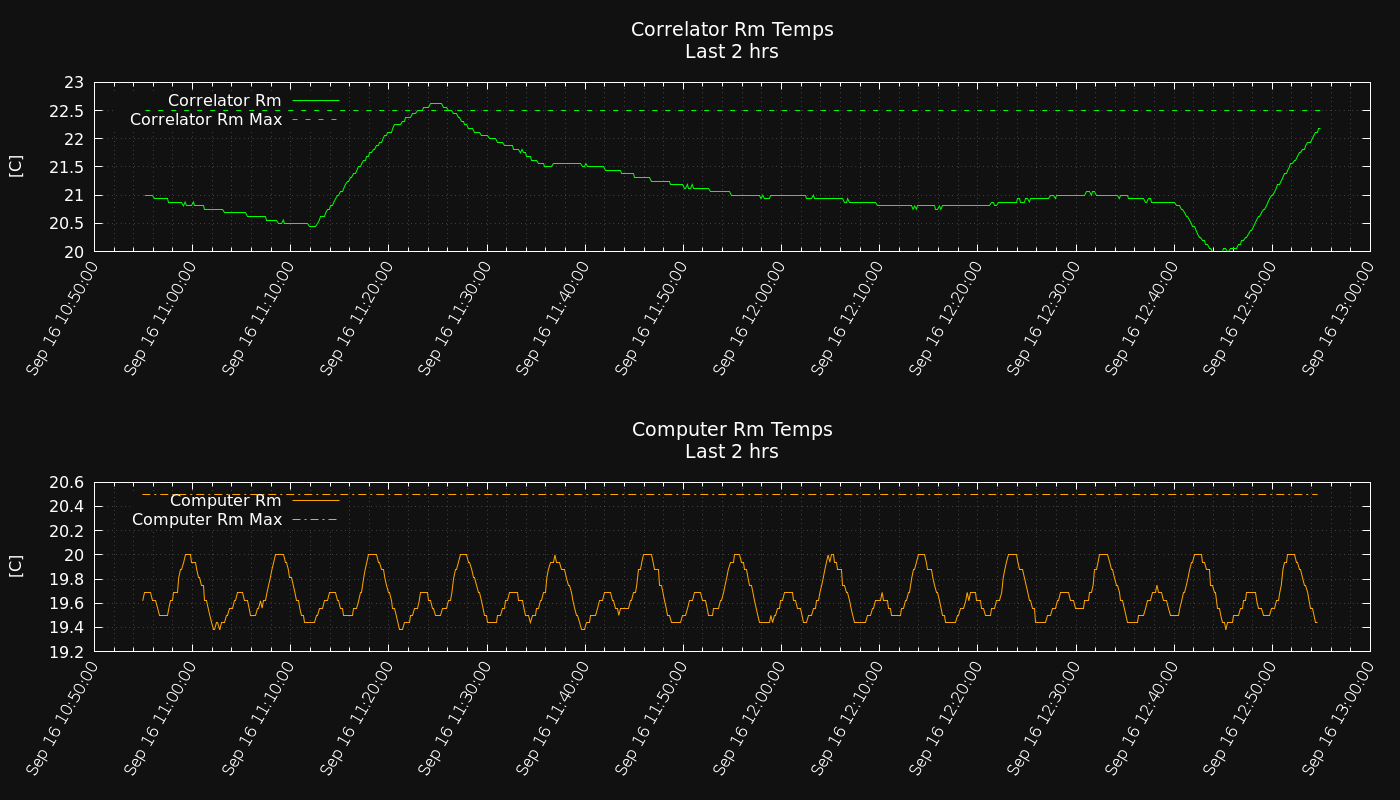 Correlator Rm Temps
Last 2 hrs
23
22.5
22
21.5
21
20.5
20
[C]
Correlator Rm
Correlator Rm Max
Sep 16 10:50:00
Sep 16 11:00:00
Sep 16 11:10:00
Sep 16 11:20:00
Sep 16 11:30:00
Sep 16 11:40:00
Sep 16 11:50:00
Sep 16 12:00:00
Sep 16 12:10:00
Sep 16 12:20:00
Sep 16 12:30:00
Sep 16 12:40:00
Sep 16 12:50:00
Sep 16 13:00:00
Computer Rm Temps
Last 2 hrs
20.6
20.4
20.2
20
19.8
19.6
19.4
19.2
[C]
Computer Rm
Computer Rm Max
Sep 16 10:50:00
Sep 16 11:00:00
Sep 16 11:10:00
Sep 16 11:20:00
Sep 16 11:30:00
Sep 16 11:40:00
Sep 16 11:50:00
Sep 16 12:00:00
Sep 16 12:10:00
Sep 16 12:20:00
Sep 16 12:30:00
Sep 16 12:40:00
Sep 16 12:50:00
Sep 16 13:00:00